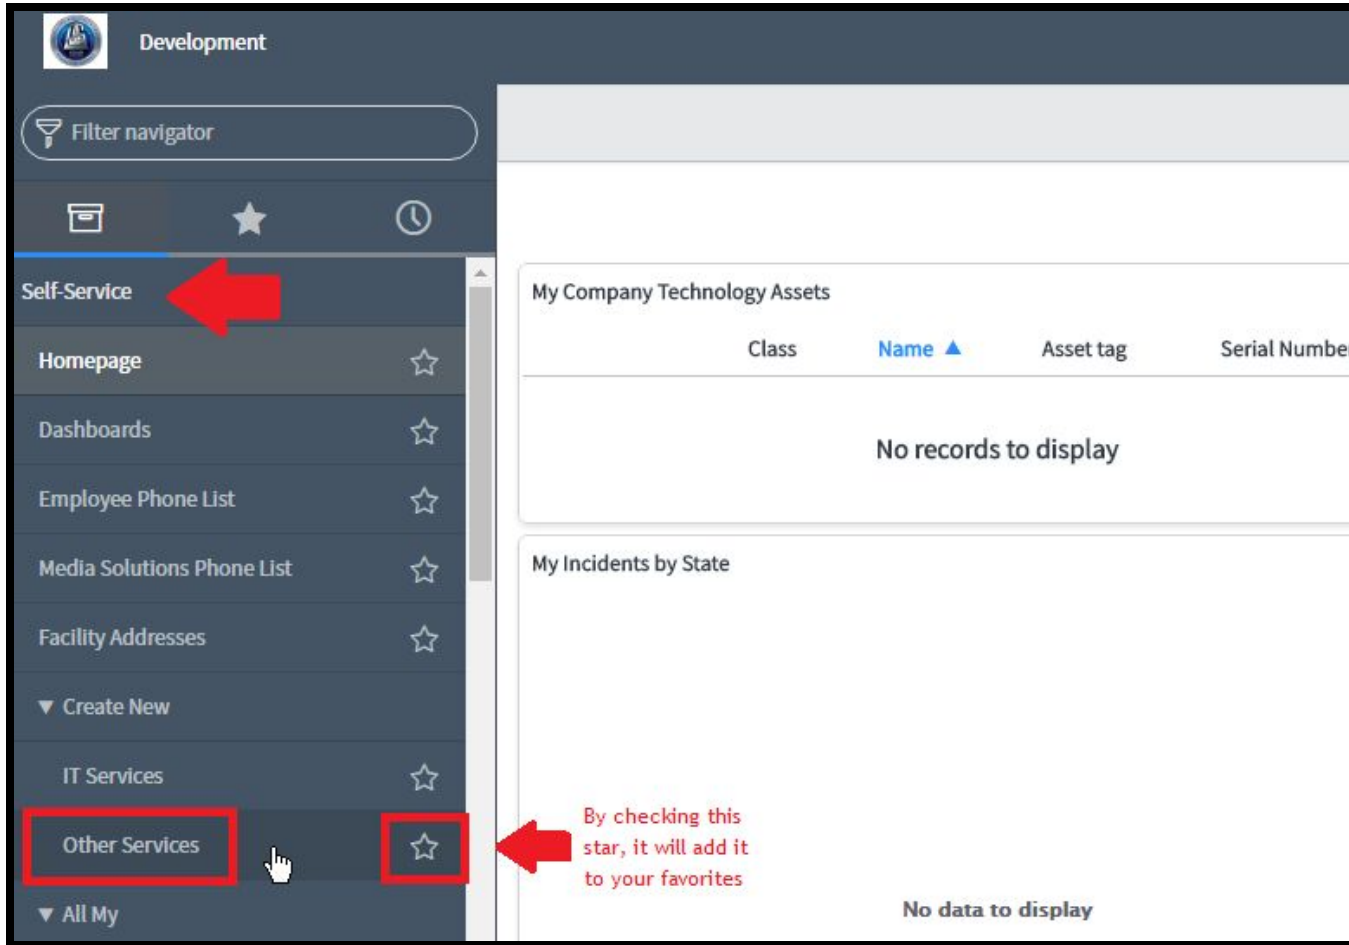 Development
Filter navigator
Self-Service
Homepage
Dashboards
Employee Phone List
Media Solutions Phone List
Facility Addresses
▼ Create New
IT Services
Other Services
▼ All My
My Company Technology Assets
Class Name ▲ Asset tag Serial Number
No records to display
My Incidents by State
By checking this
star, it will add it
to your favorites
No data to display